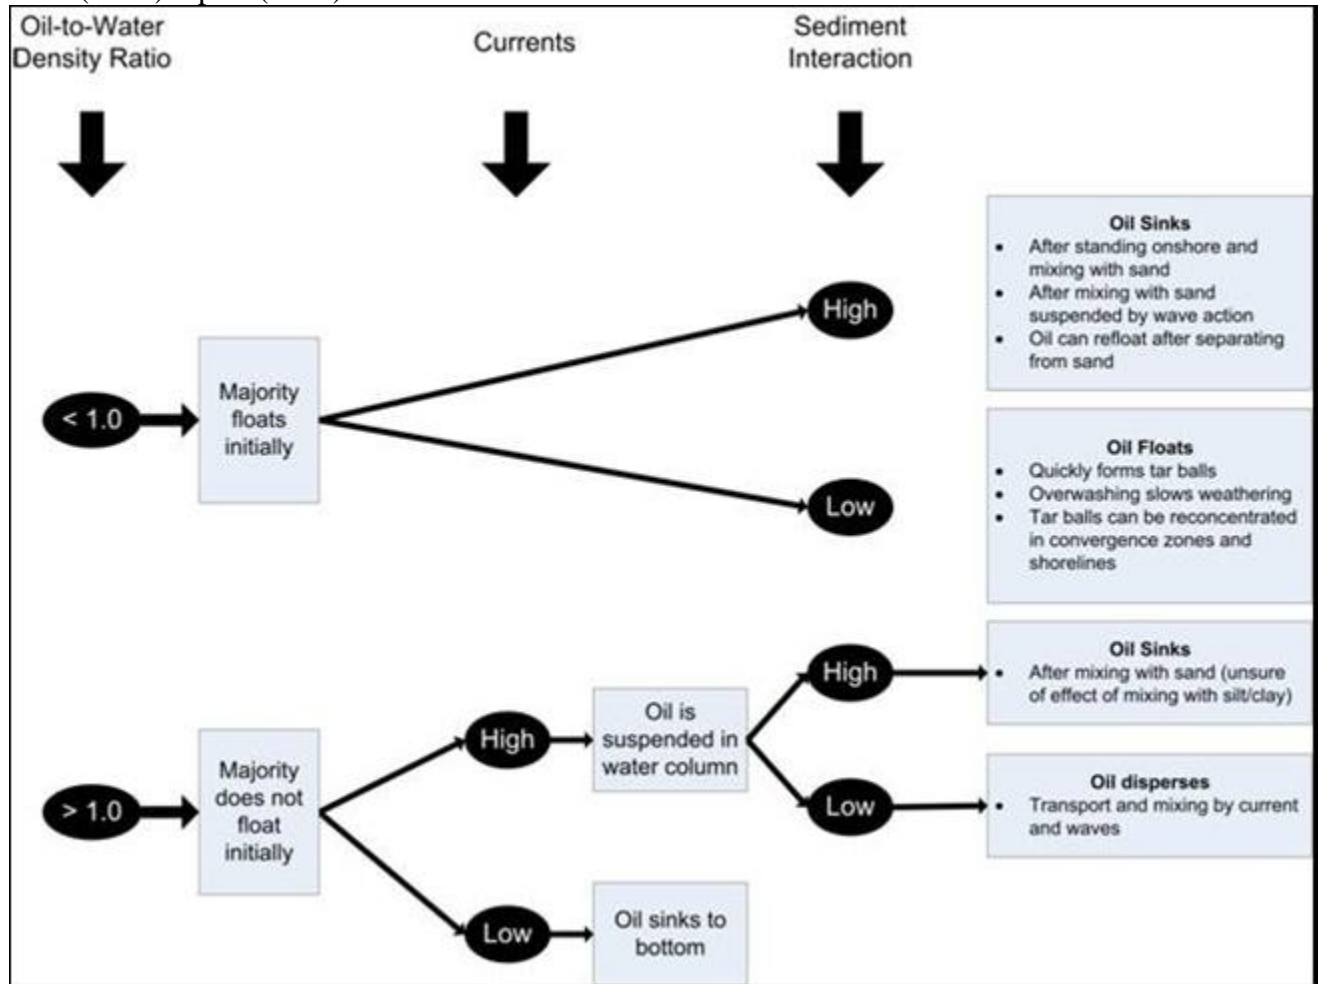 Oil-to-Water
Density Ratio
Currents
Sediment
Interaction
High
Low
< 1.0
Majority
floats
initially
Oil Sinks
• After standing onshore and
mixing with sand
• After mixing with sand
suspended by wave action
• Oil can refloat after separating
from sand
Oil Floats
• Quickly forms tar balls
• Overwashing slows weathering
• Tar balls can be reconcentrated
in convergence zones and
shorelines
> 1.0
Majority
does not
float
initially
High
Low
Oil is
suspended in
water column
Oil sinks to
bottom
High
Low
Oil Sinks
• After mixing with sand (unsure
of effect of mixing with silt/clay)
Oil disperses
• Transport and mixing by current
and waves